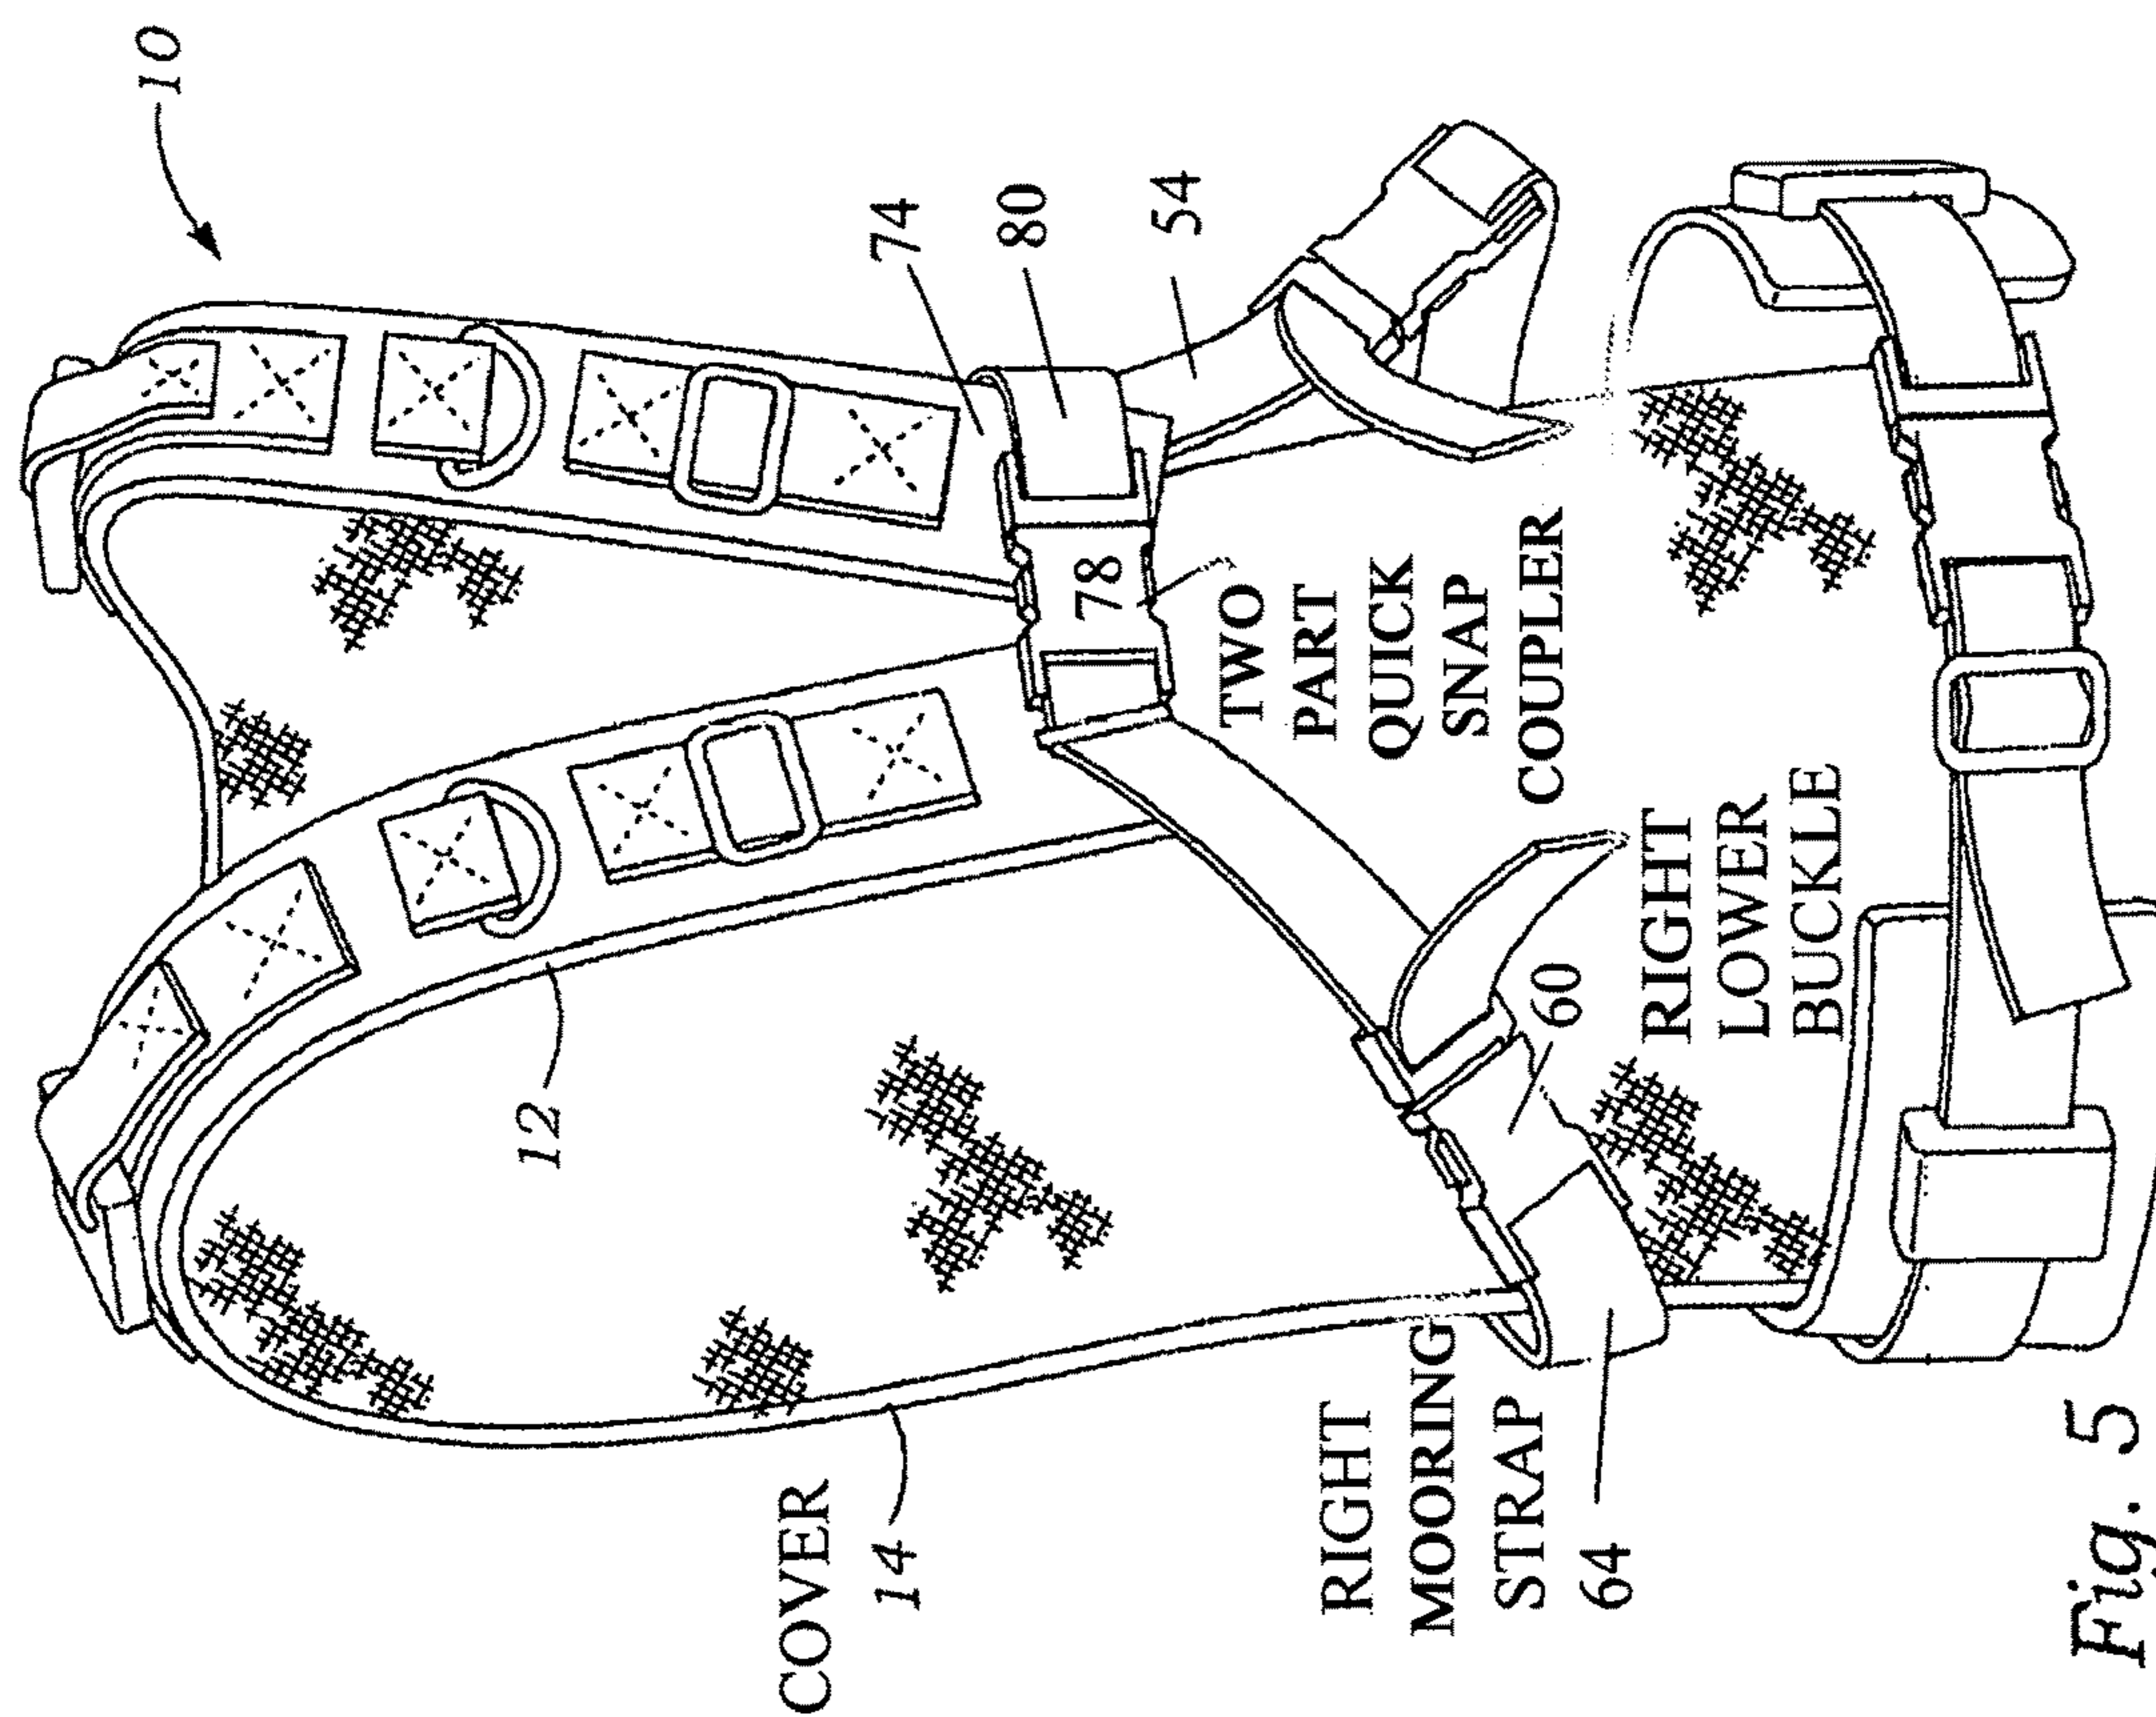 10
74
80
54
78
TWO
PART
QUICK
SNAP
COUPLER
12
60
RIGHT
LOWER
BUCKLE
COVER
14
RIGHT
MOORING
STRAP
64
Fig. 5